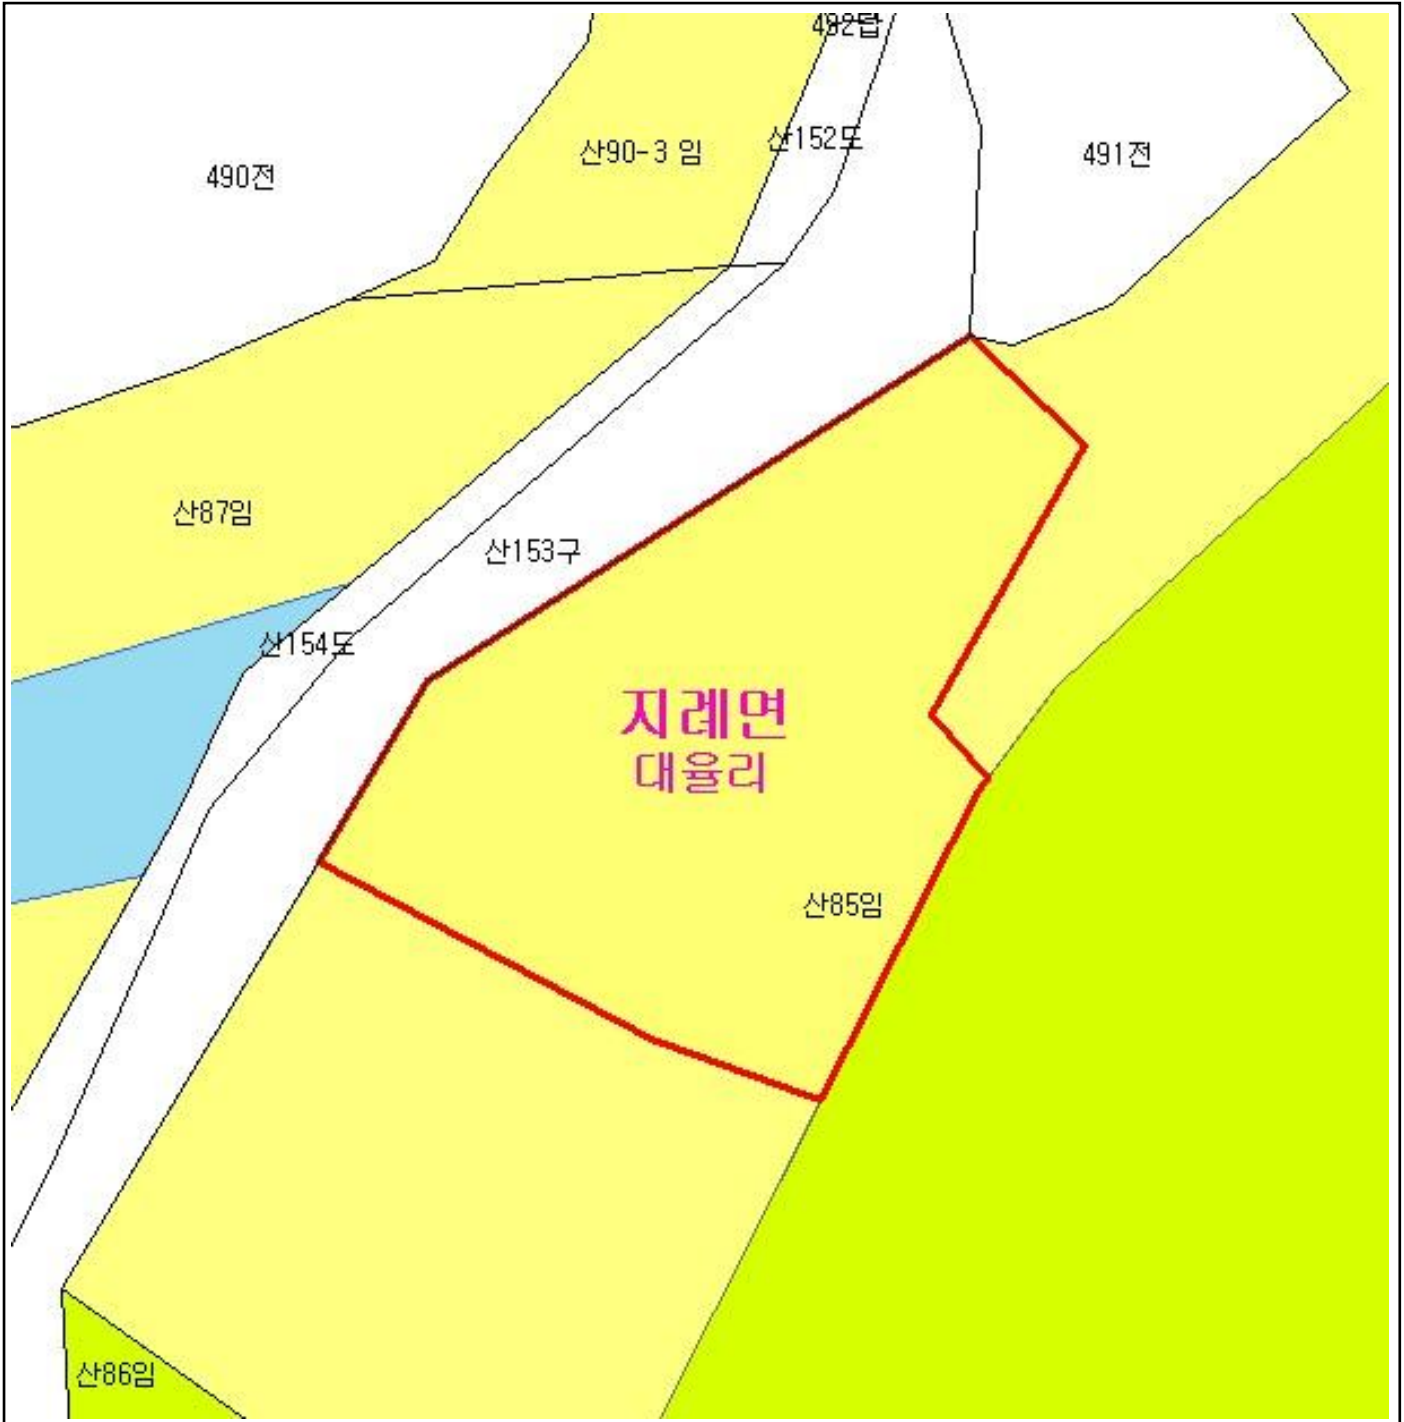 492답
산152도
산90-3 임
491전
490전
산87임
산153구
산154도
지례면
대율리
산85임
산86임